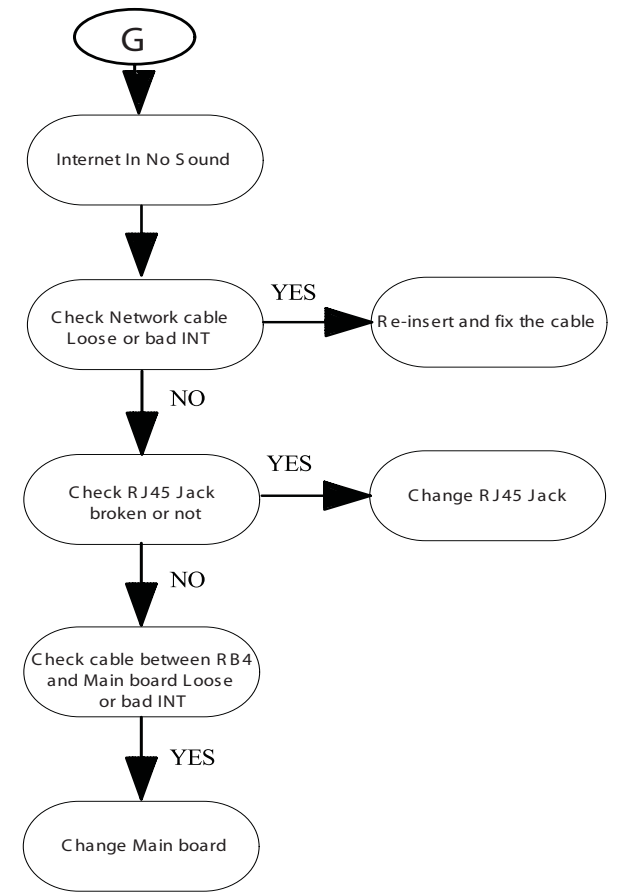 G
Internet In No Sound
YES
Check Network cable
Loose or bad INT
Re-insert and fix the cable
NO
YES
Check RJ45 Jack
broken or not
Change RJ45 Jack
NO
Check cable between RB4
and Main board Loose
or bad INT
YES
Change Main board